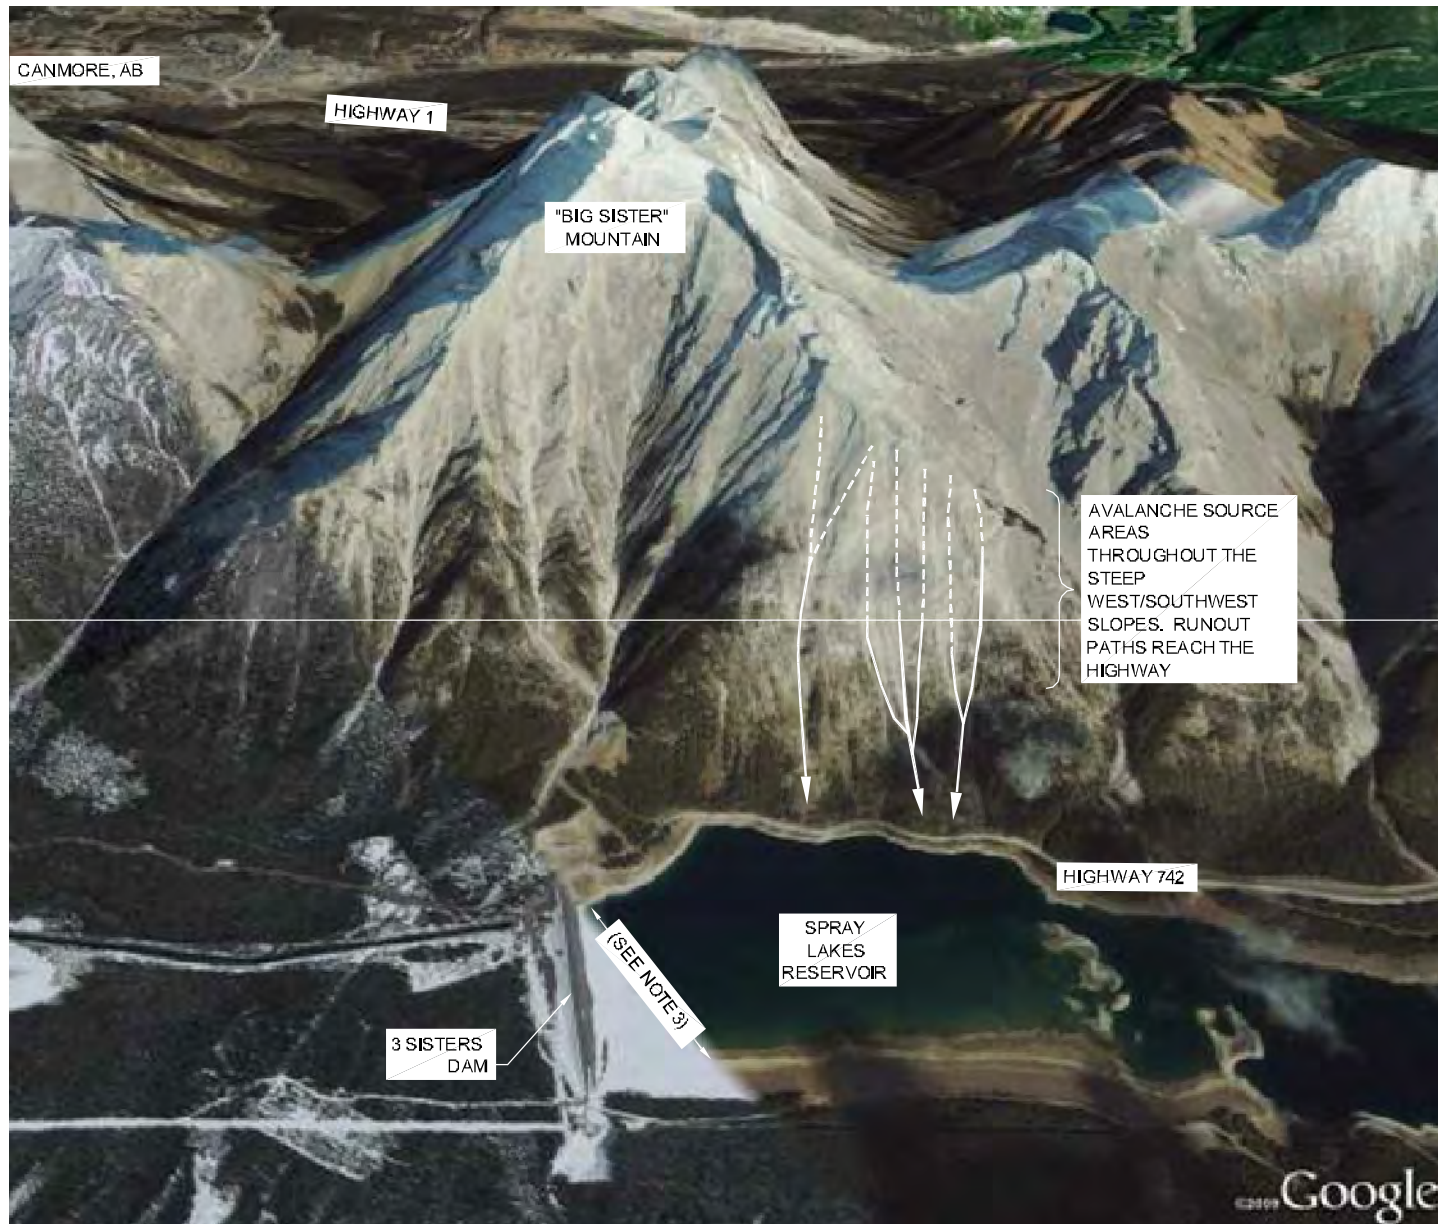 CANMORE, AB
HIGHWAY 1
"BIG SISTER"
MOUNTAIN
AVALANCHE SOURCE
AREAS
THROUGHOUT THE
STEEP
WEST/SOUTHWEST
SLOPES. RUNOUT
PATHS REACH THE
HIGHWAY
HIGHWAY 742
SPRAY
LAKES
RESERVOIR
(SEE NOTE 3)
3 SISTERS
DAM
©2009 Google